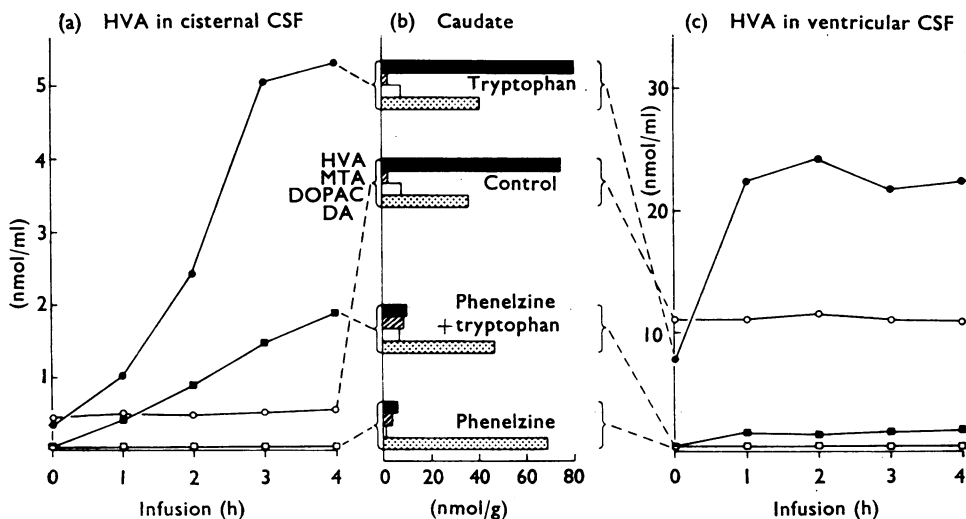 (a) HVA in cisternal CSF
(nmol/ml)
5
4
3
2
1
0 1 2 3 4
Infusion (h)
(b) Caudate
Tryptophan
HVA
MTA
DOPAC
DA
Control
Phenelzine
+tryptophan
Phenelzine
0 20 40 60 80
(nmol/g)
(c) HVA in ventricular CSF
(nmol/ml)
30
20
10
0 1 2 3 4
Infusion (h)